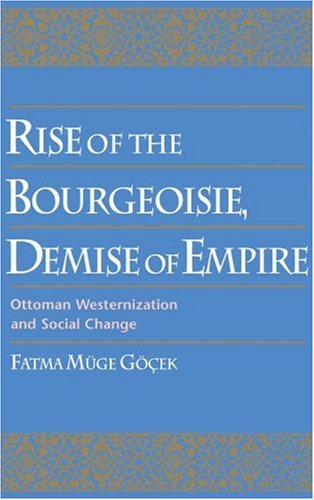 RISE OF THE
BOURGEOISIE,
DEMISE OF EMPIRE
Ottoman Westernization
and Social Change
FATMA MÜGE GÖÇEK